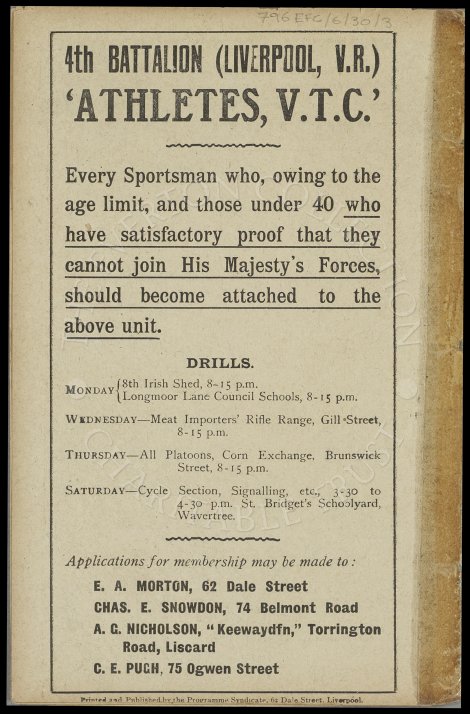 796 EFC/6/30/3
4th BATTALION (LIVERPOOL, V.R.)
'ATHLETES, V.T.C.'
Every Sportsman who, owing to the
age limit, and those under 40 who
have satisfactory proof that they
cannot join His Majesty's Forces,
should become attached to the
above unit.
DRILLS.
MONDAY { 8th Irish Shed, 8-15 p.m.
Longmoor Lane Council Schools, 8-15 p.m.
WEDNESDAY—Meat Importers' Rifle Range, Gill Street,
8-15 p.m.
THURSDAY—All Platoons, Corn Exchange, Brunswick
Street, 8-15 p.m.
SATURDAY—Cycle Section, Signalling, etc., 3-30 to
4-30 p.m. St. Bridget's Schoolyard,
Wavertree.
Applications for membership may be made to:
E. A. MORTON, 62 Dale Street
CHAS. E. SNOWDON, 74 Belmont Road
A. G. NICHOLSON, "Keewaydfn," Torrington
Road, Liscard
C. E. PUGH, 75 Ogwen Street
Printed and Published by the Programme Syndicate, 62 Dale Street, Liverpool.